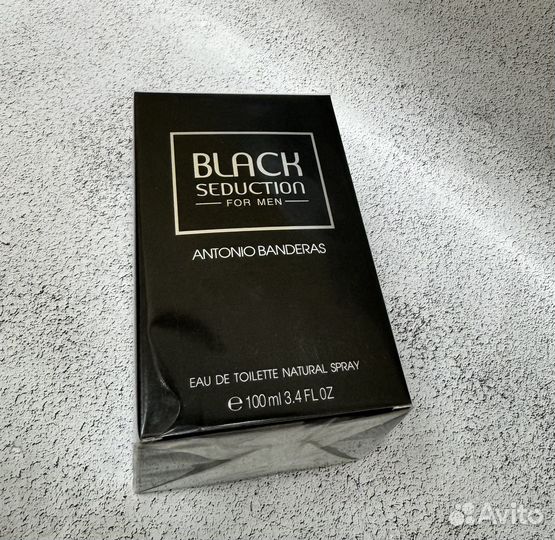 BLACK
SEDUCTION
FOR MEN
ANTONIO BANDERAS
EAU DE TOILETTE NATURAL SPRAY
℮ 100 ml 3.4 FL OZ
Avito